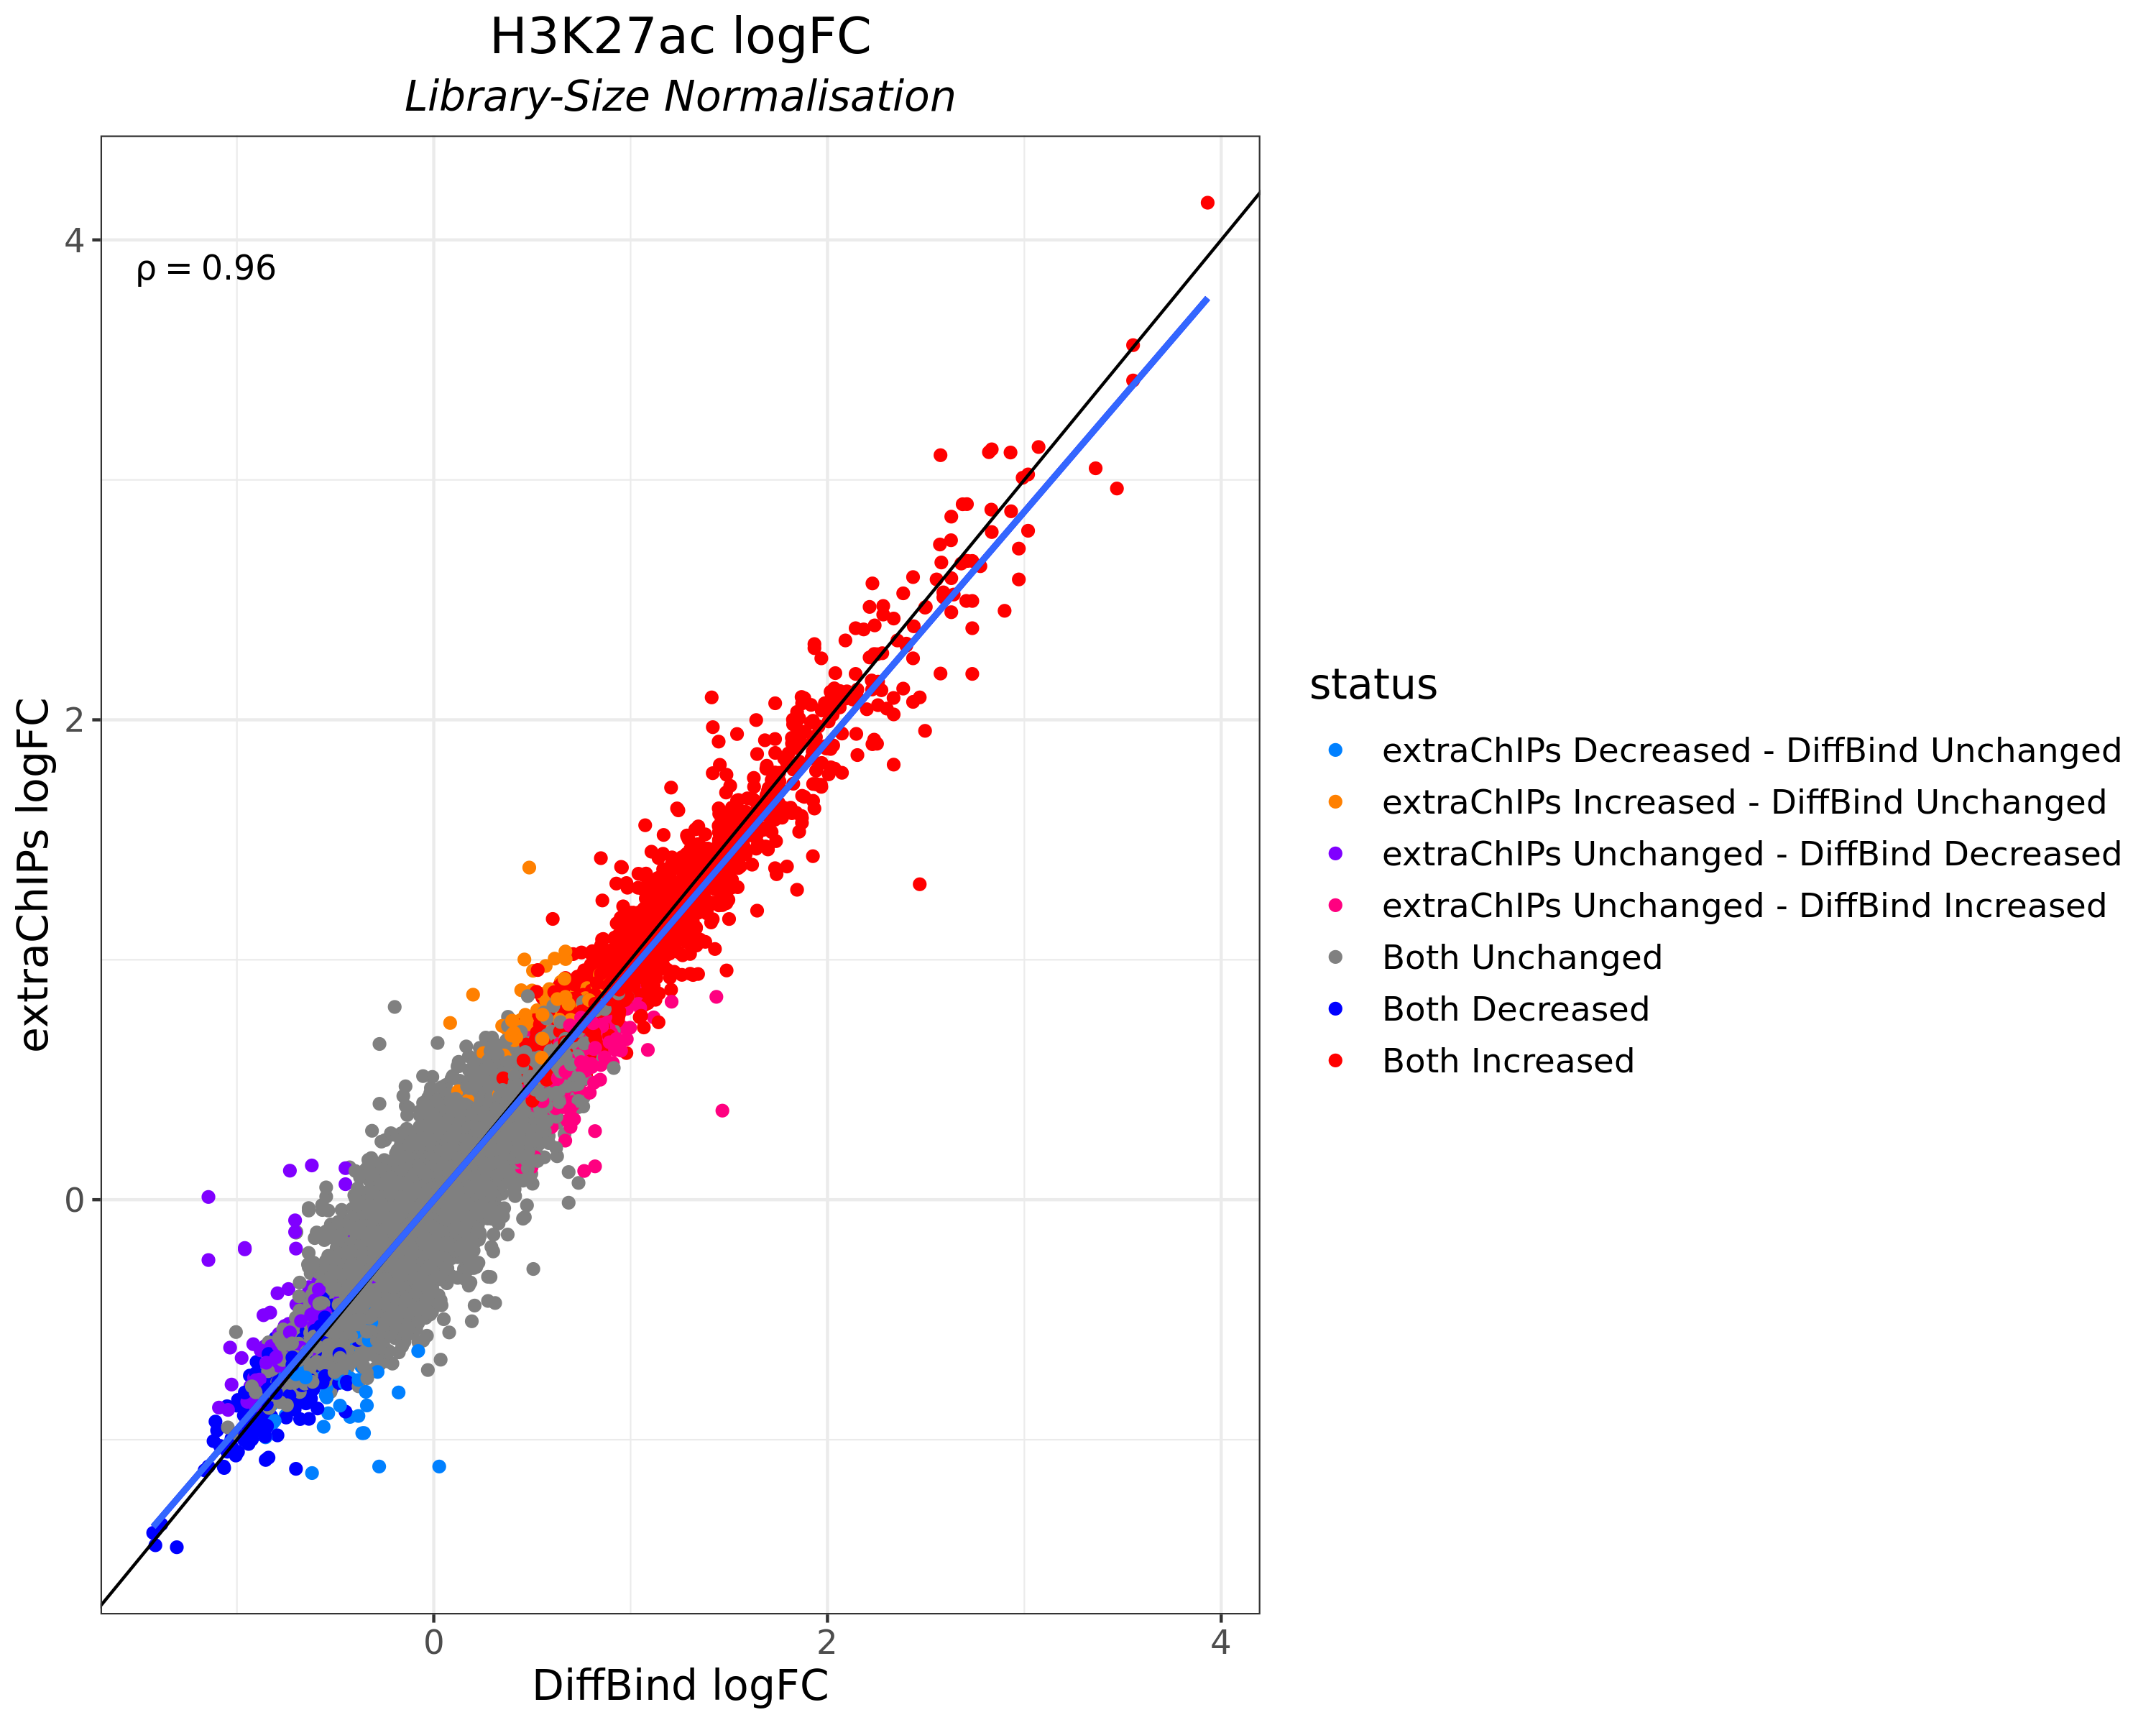 H3K27ac logFC
Library-Size Normalisation
ρ = 0.96
4
2
0
extraChIPs logFC
0 2 4
DiffBind logFC
status
extraChIPs Decreased - DiffBind Unchanged
extraChIPs Increased - DiffBind Unchanged
extraChIPs Unchanged - DiffBind Decreased
extraChIPs Unchanged - DiffBind Increased
Both Unchanged
Both Decreased
Both Increased